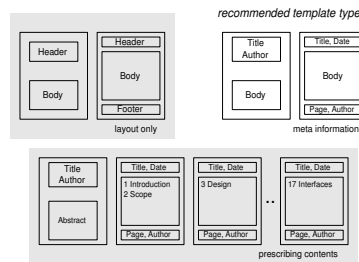 recommended template type
Header
Body
Header
Body
Footer
layout only
Title
Author
Body
Title, Date
Body
Page, Author
meta information
Title
Author
Abstract
Title, Date
1 Introduction
2 Scope
Page, Author
Title, Date
3 Design
Page, Author
..
Title, Date
17 Interfaces
Page, Author
prescribing contents